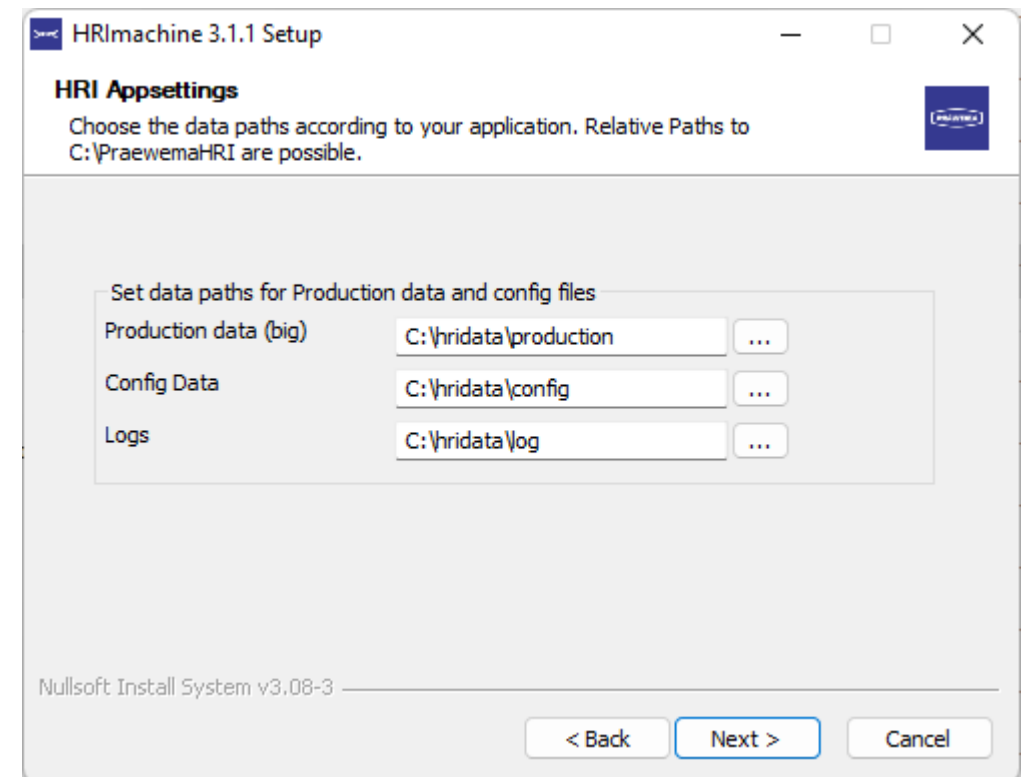 HRImachine 3.1.1 Setup
HRI Appsettings
Choose the data paths according to your application. Relative Paths to
C:\PraewemaHRI are possible.
PRÄWEMA
Set data paths for Production data and config files
Production data (big)
C:\hridata\production
...
Config Data
C:\hridata\config
...
Logs
C:\hridata\log
...
Nullsoft Install System v3.08-3
< Back
Next >
Cancel